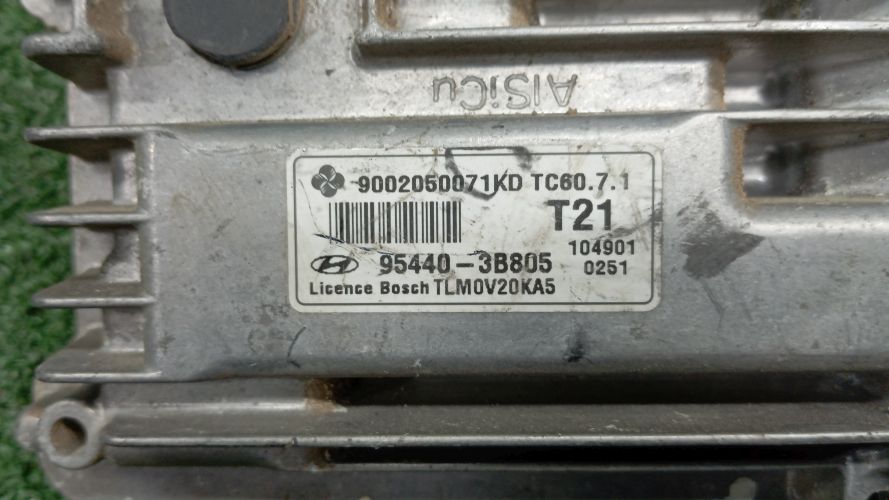 AlSiCu
9002050071KD TC60.7.1
T21
95440-3B805
104901
0251
Licence Bosch TLM0V20KA5